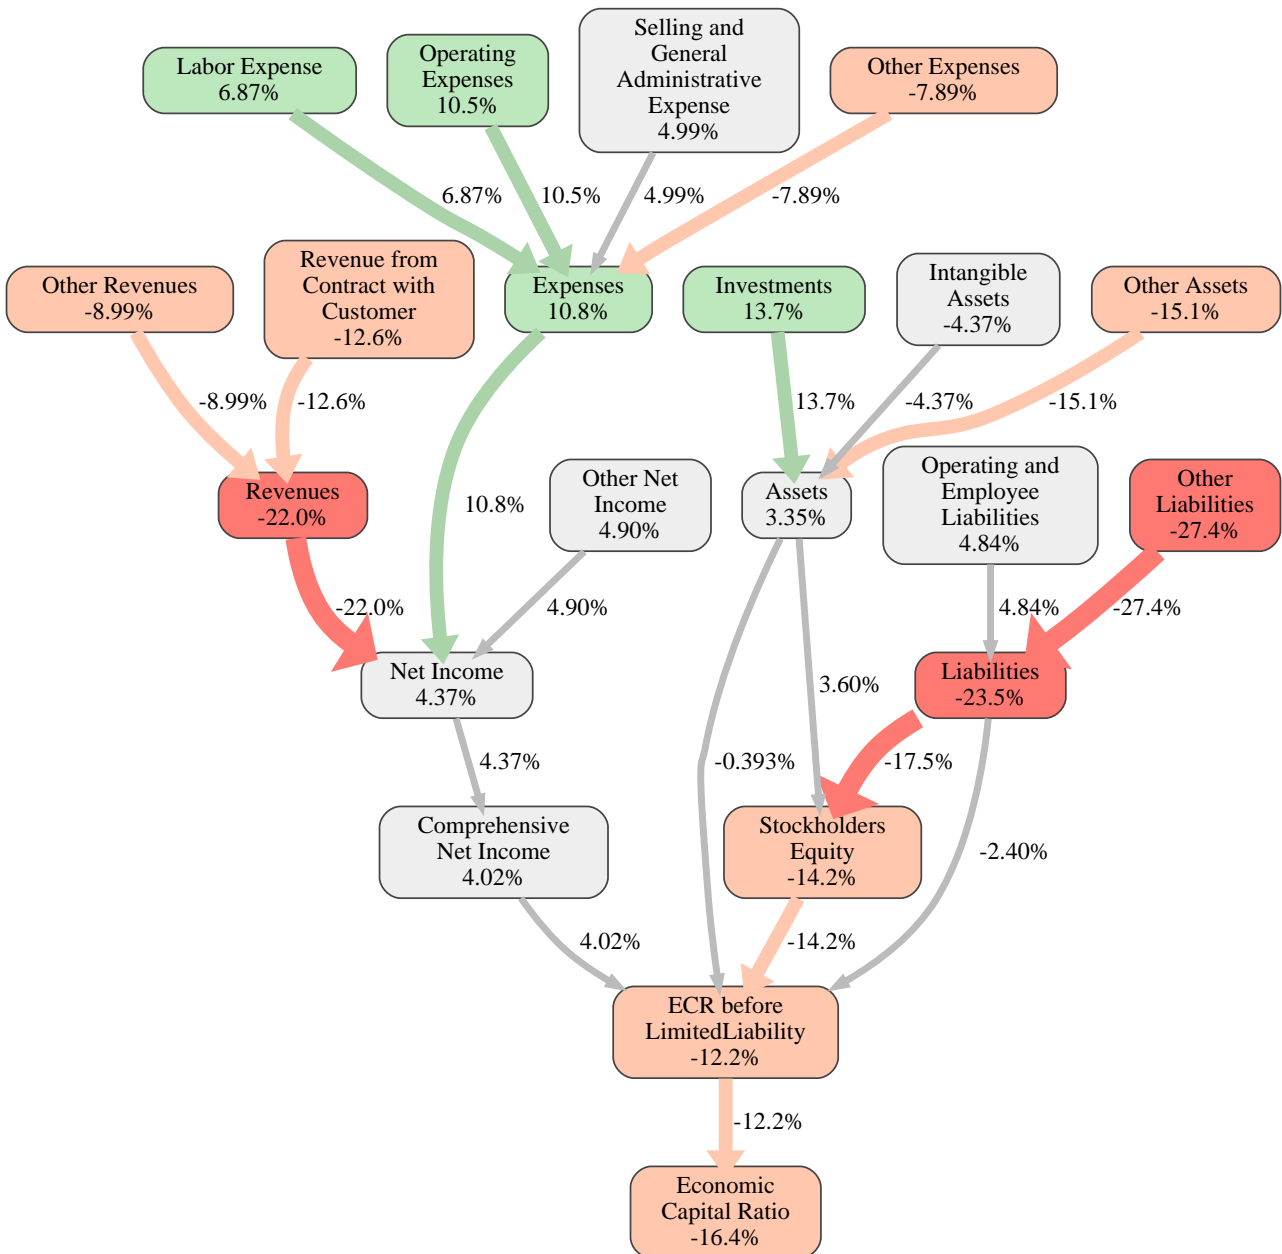 Labor Expense
6.87%
Operating
Expenses
10.5%
Selling and
General
Administrative
Expense
4.99%
Other Expenses
-7.89%
6.87%
10.5%
4.99%
-7.89%
Other Revenues
-8.99%
Revenue from
Contract with
Customer
-12.6%
Expenses
10.8%
Investments
13.7%
Intangible
Assets
-4.37%
Other Assets
-15.1%
-8.99%
-12.6%
13.7%
-4.37%
-15.1%
Revenues
-22.0%
10.8%
Other Net
Income
4.90%
Assets
3.35%
Operating and
Employee
Liabilities
4.84%
Other
Liabilities
-27.4%
-22.0%
4.90%
4.84%
-27.4%
Net Income
4.37%
3.60%
Liabilities
-23.5%
4.37%
-0.393%
-17.5%
Comprehensive
Net Income
4.02%
Stockholders
Equity
-14.2%
-2.40%
4.02%
-14.2%
ECR before
LimitedLiability
-12.2%
-12.2%
Economic
Capital Ratio
-16.4%